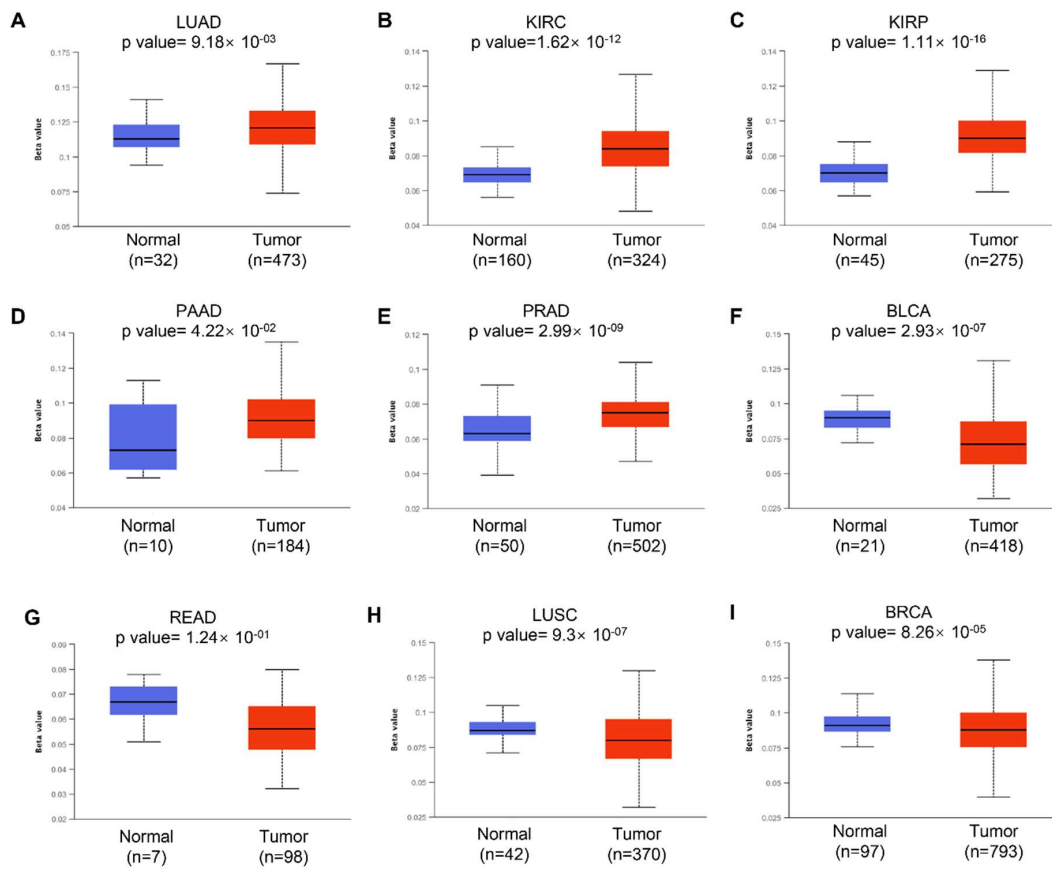 A
LUAD
p value= 9.18× 10-03
Beta value
0.175
0.15
0.125
0.1
0.075
0.05
Normal
(n=32)
Tumor
(n=473)
B
KIRC
p value=1.62× 10-12
Beta value
0.14
0.12
0.1
0.08
0.06
0.04
Normal
(n=160)
Tumor
(n=324)
C
KIRP
p value= 1.11× 10-16
Beta value
0.14
0.12
0.1
0.08
0.06
0.04
Normal
(n=45)
Tumor
(n=275)
D
PAAD
p value= 4.22× 10-02
Beta value
0.14
0.12
0.1
0.08
0.06
0.04
Normal
(n=10)
Tumor
(n=184)
E
PRAD
p value= 2.99× 10-09
Beta value
0.12
0.1
0.08
0.06
0.04
0.02
Normal
(n=50)
Tumor
(n=502)
F
BLCA
p value= 2.93× 10-07
Beta value
0.15
0.125
0.1
0.075
0.05
0.025
Normal
(n=21)
Tumor
(n=418)
G
READ
p value= 1.24× 10-01
Beta value
0.09
0.08
0.07
0.06
0.05
0.04
0.03
0.02
Normal
(n=7)
Tumor
(n=98)
H
LUSC
p value= 9.3× 10-07
Beta value
0.15
0.125
0.1
0.075
0.05
0.025
Normal
(n=42)
Tumor
(n=370)
I
BRCA
p value= 8.26× 10-05
Beta value
0.15
0.125
0.1
0.075
0.05
0.025
Normal
(n=97)
Tumor
(n=793)